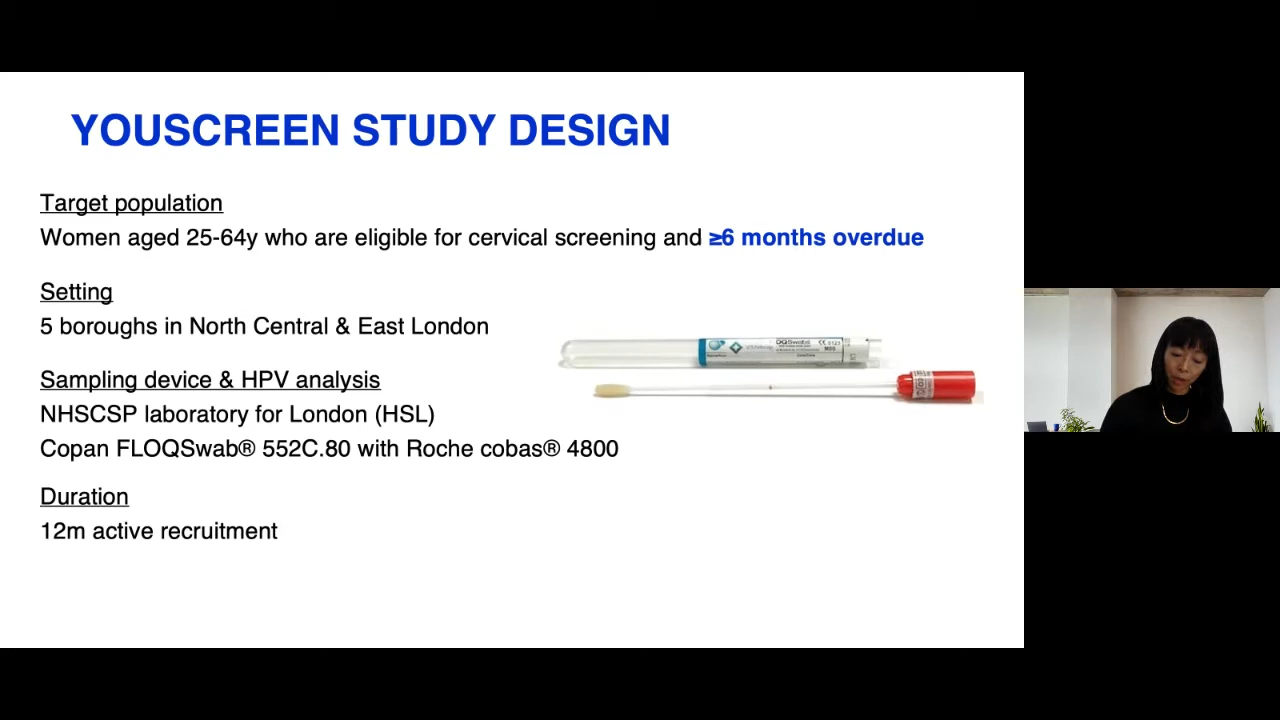 YOUSCREEN STUDY DESIGN
Target population
Women aged 25-64y who are eligible for cervical screening and ≥6 months overdue
Setting
5 boroughs in North Central & East London
Sampling device & HPV analysis
NHSCSP laboratory for London (HSL)
Copan FLOQSwab® 552C.80 with Roche cobas® 4800
Duration
12m active recruitment